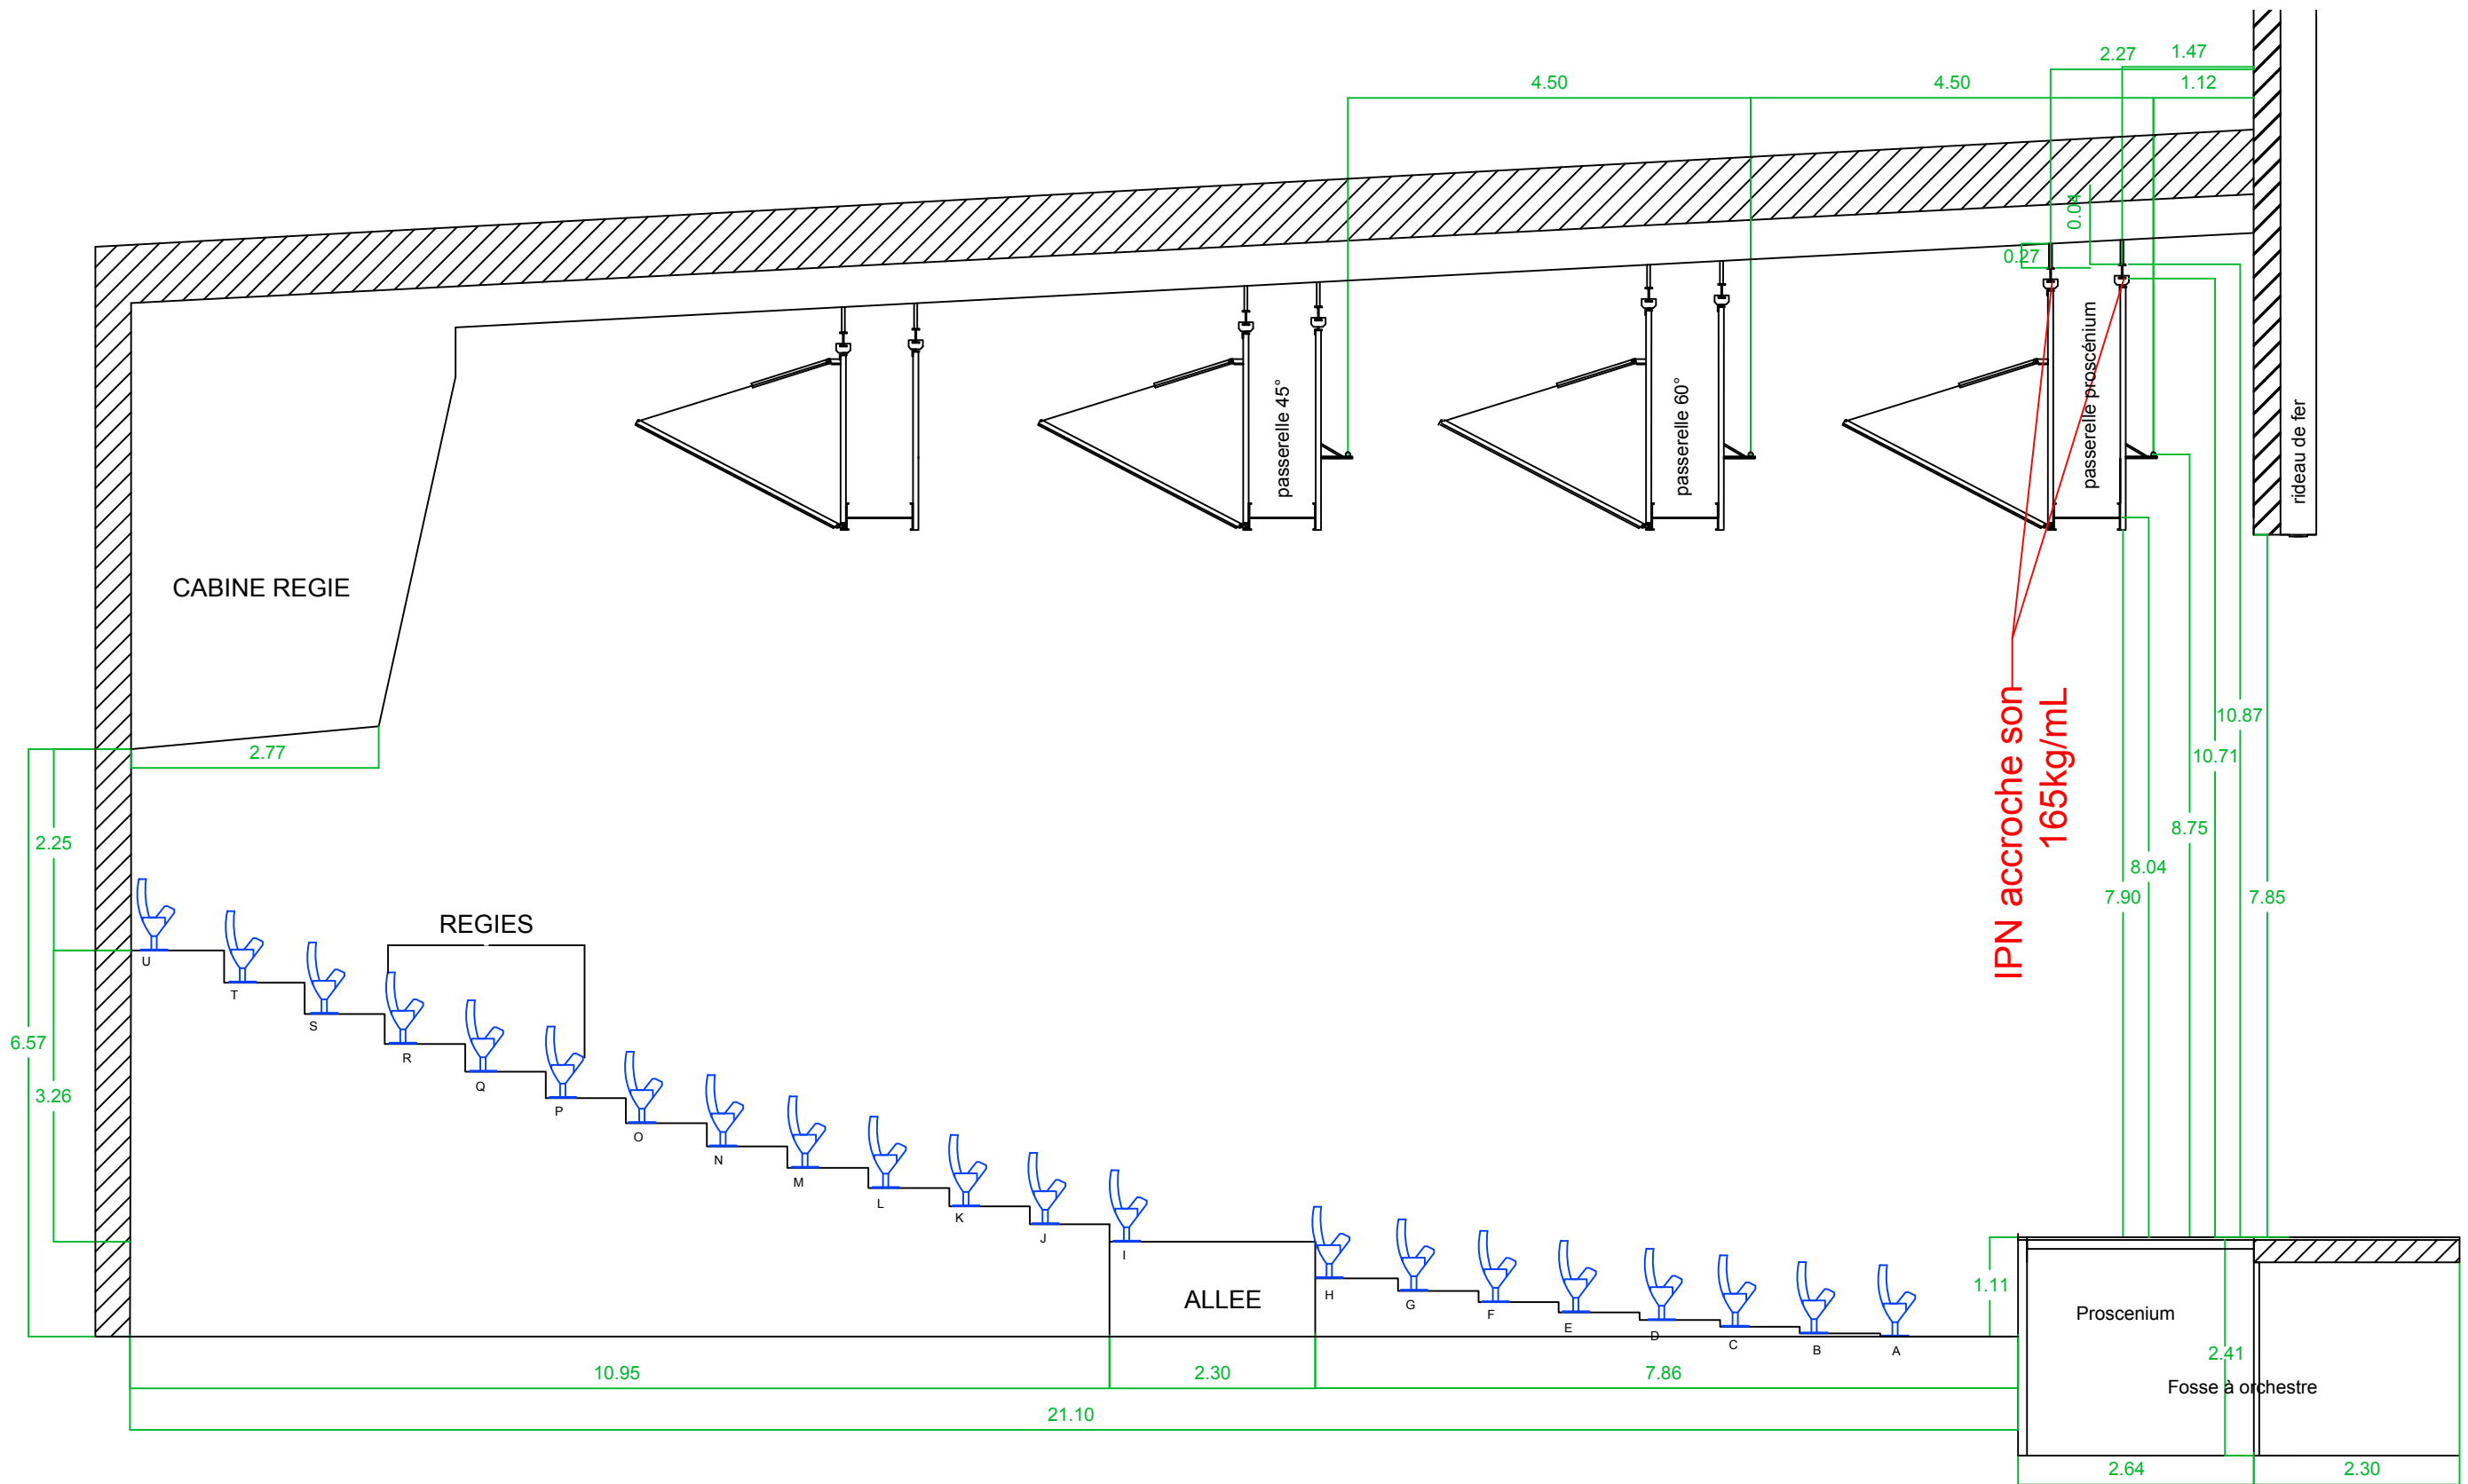 2.27
1.47
4.50
4.50
1.12
0.04
0.27
passerelle 45°
passerelle 60°
passerelle proscénium
rideau de fer
CABINE REGIE
IPN accroche son
165kg/mL
2.77
10.87
10.71
2.25
8.75
8.04
7.90
7.85
REGIES
U
T
S
R
Q
P
O
N
M
L
K
J
I
H
G
F
E
D
C
B
A
6.57
3.26
ALLEE
1.11
Proscenium
2.41
Fosse à orchestre
10.95
2.30
7.86
21.10
2.64
2.30